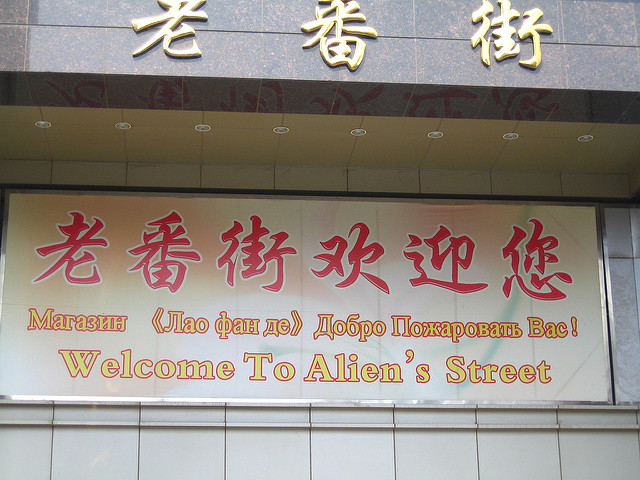 老番街
老番街欢迎您
Магазин 《Лао фан де》 Добро Пожаровать Вас!
Welcome To Alien's Street